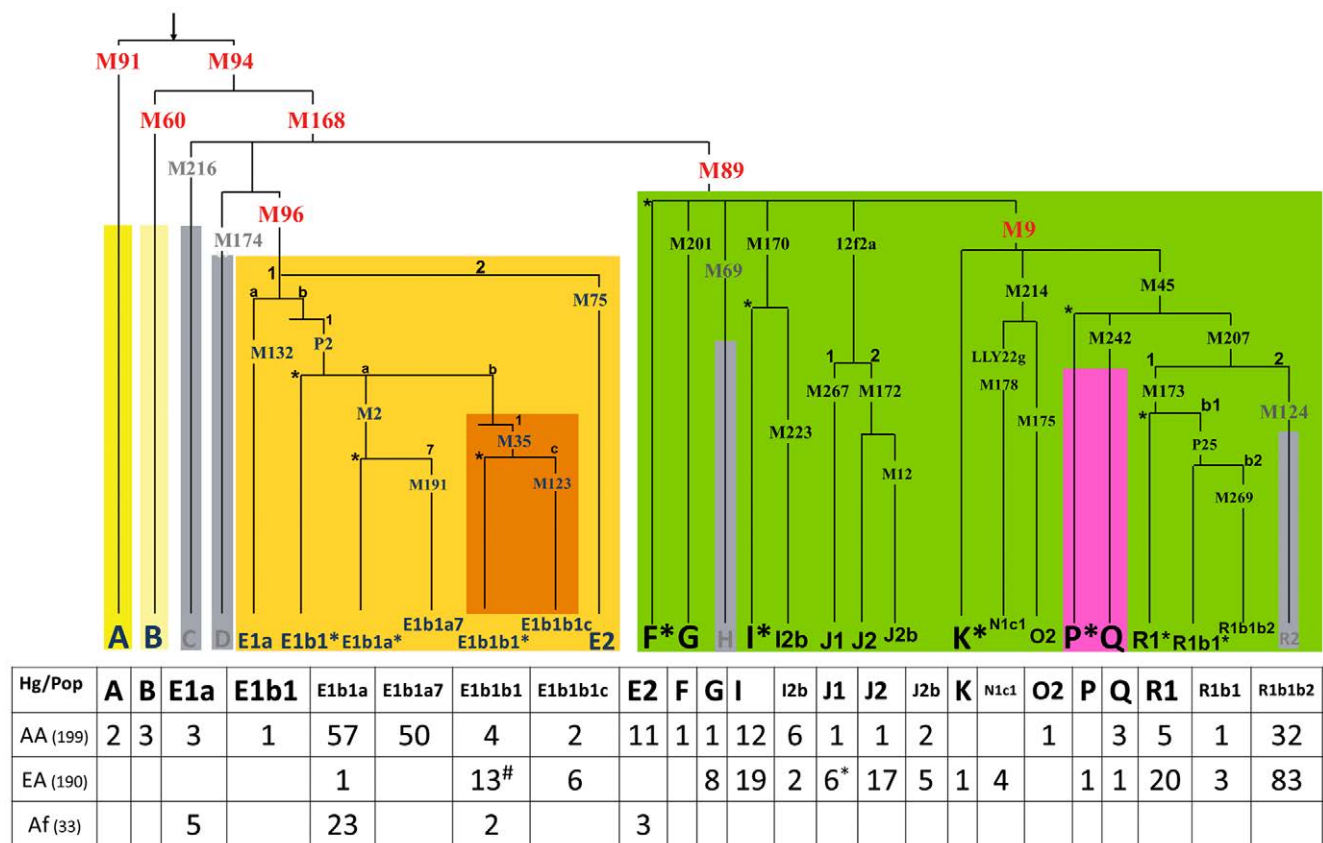 M91 M94
M60 M168
M216 M89
M174 M96
* M201 M69 M170 12f2a M9
1 2
a b M75 * M214 M45
1
M132 P2 * M242 M207
* a b 1 2 LLY22g 1 2
M2 M267 M172 M178 M173 b1 M124
1 M223 M175 *
M35 P25
* 7 * c M12 b2
M191 M123 M269
A B C D E1a E1b1* E1b1a* E1b1a7 E1b1b1* E1b1b1c E2 F* G H I* I2b J1 J2 J2b K* N1c1 O2 P* Q R1* R1b1* R1b1b2 R2
Hg/Pop A B E1a E1b1 E1b1a E1b1a7 E1b1b1 E1b1b1c E2 F G I I2b J1 J2 J2b K N1c1 O2 P Q R1 R1b1 R1b1b2
AA (199) 2 3 3 1 57 50 4 2 11 1 1 12 6 1 1 2 1 3 5 1 32
EA (190) 1 13# 6 8 19 2 6* 17 5 1 4 1 1 20 3 83
Af (33) 5 23 2 3